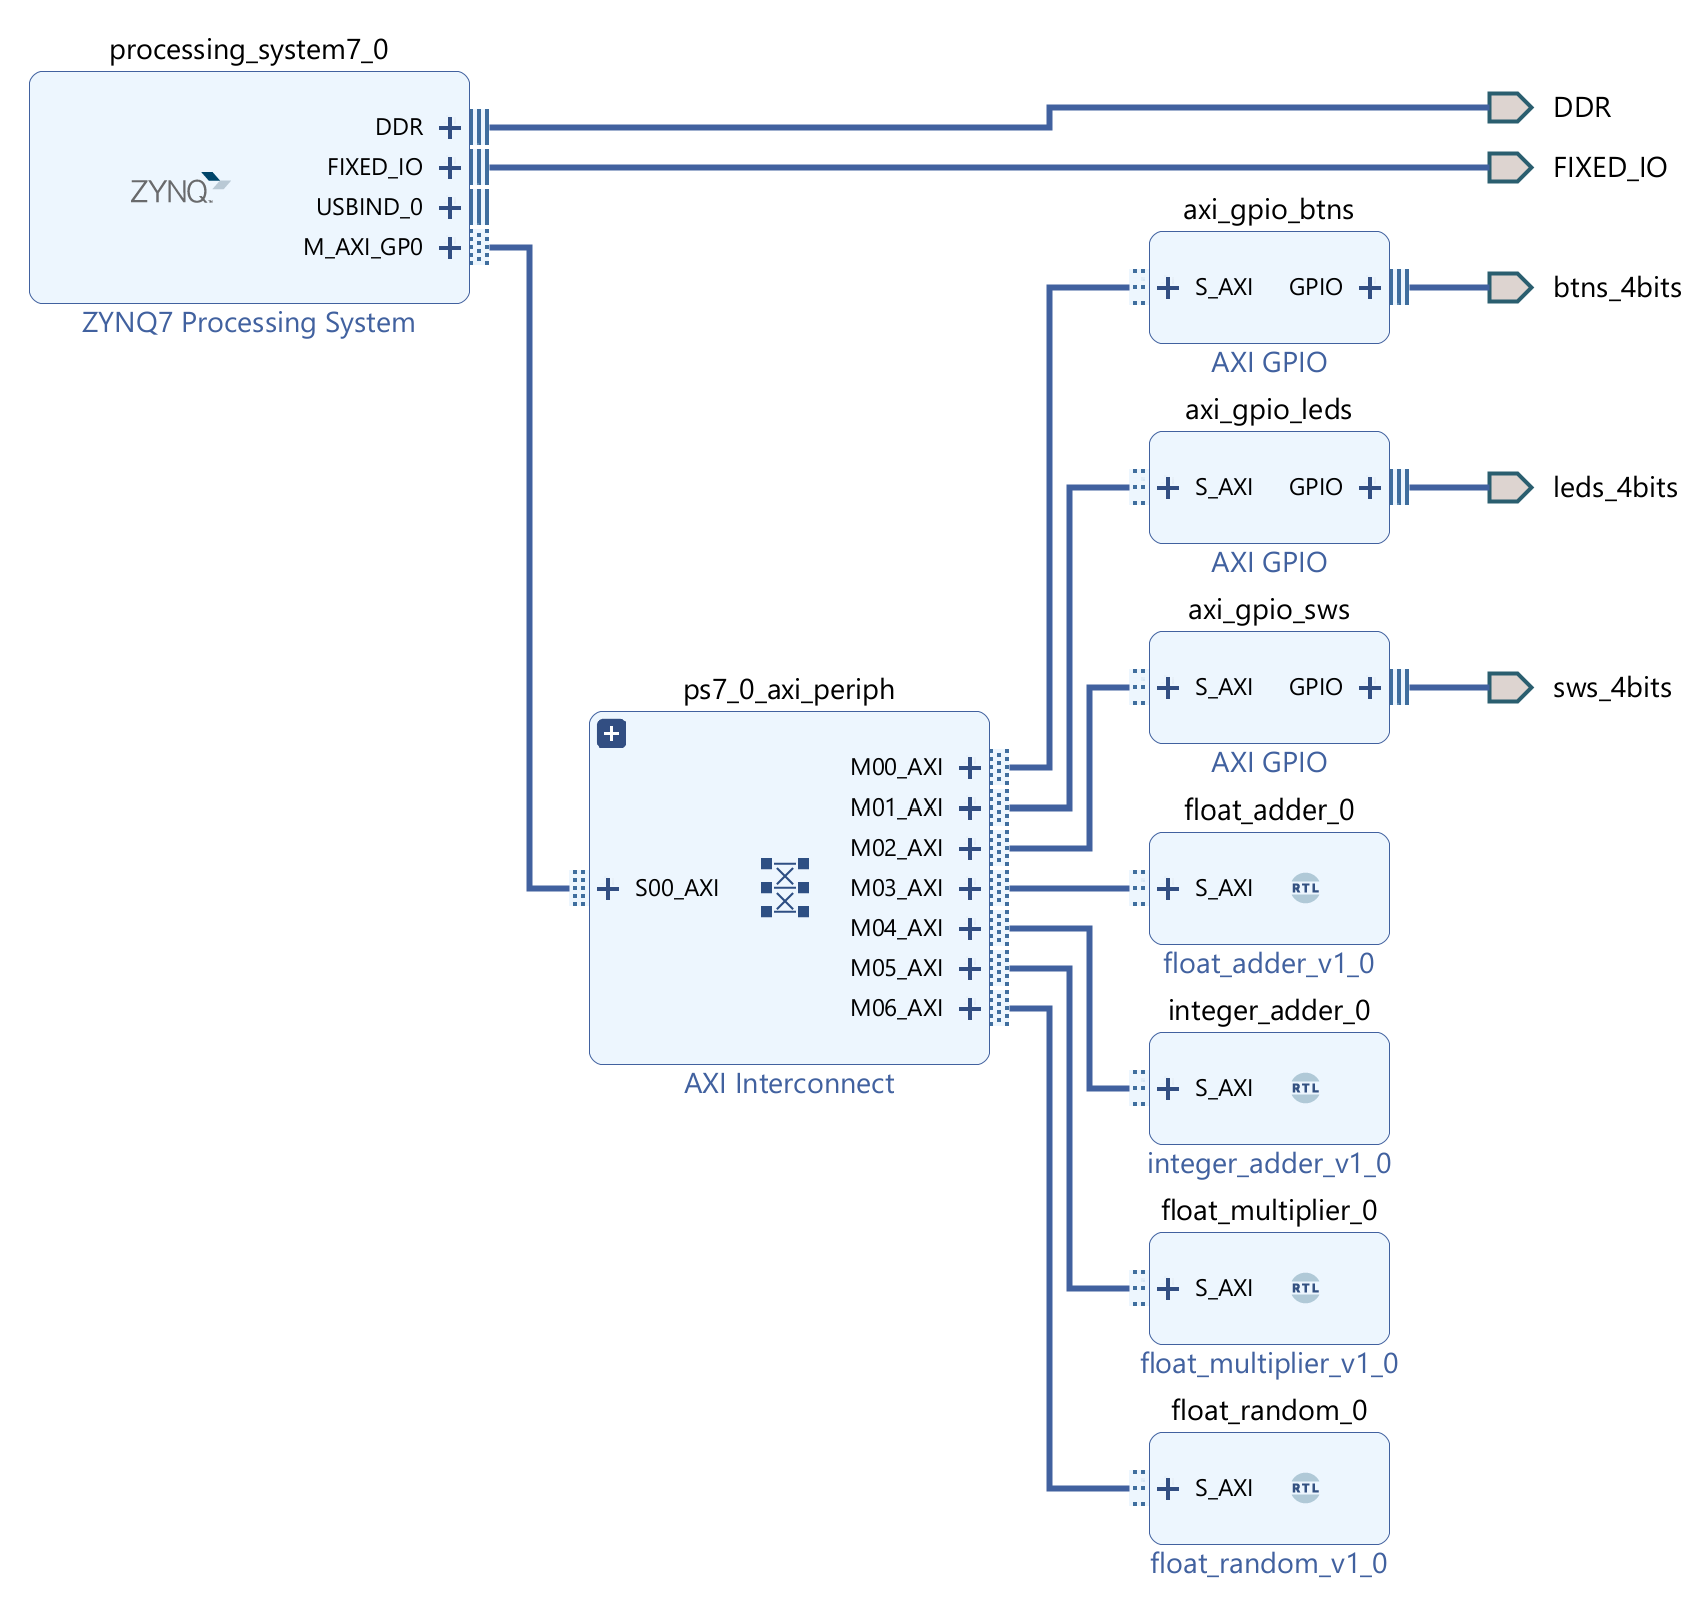 processing_system7_0
DDR
FIXED_IO
USBIND_0
M_AXI_GP0
ZYNQ
ZYNQ7 Processing System
DDR
FIXED_IO
axi_gpio_btns
S_AXI GPIO
btns_4bits
AXI GPIO
axi_gpio_leds
S_AXI GPIO
leds_4bits
AXI GPIO
axi_gpio_sws
S_AXI GPIO
sws_4bits
AXI GPIO
ps7_0_axi_periph
S00_AXI
M00_AXI
M01_AXI
M02_AXI
M03_AXI
M04_AXI
M05_AXI
M06_AXI
AXI Interconnect
float_adder_0
S_AXI RTL
float_adder_v1_0
integer_adder_0
S_AXI RTL
integer_adder_v1_0
float_multiplier_0
S_AXI RTL
float_multiplier_v1_0
float_random_0
S_AXI RTL
float_random_v1_0